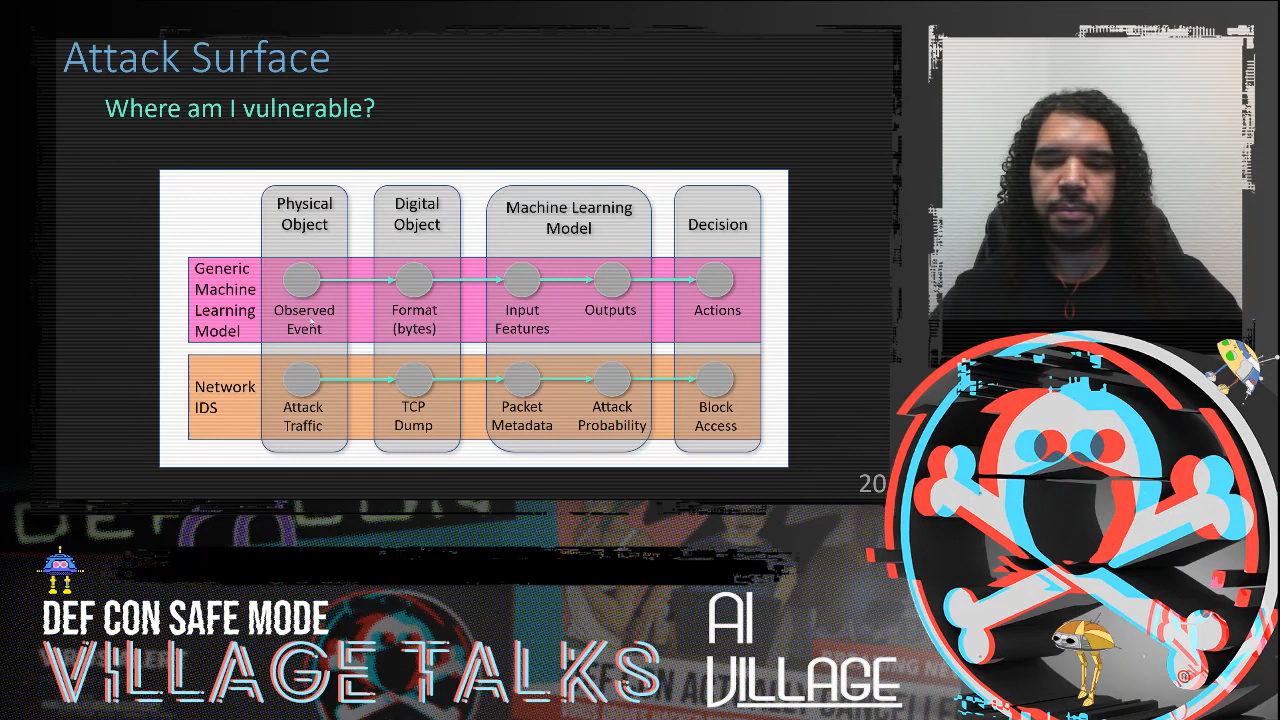 Attack Surface
Where am I vulnerable?
Physical
Object
Digital
Object
Machine Learning
Model
Decision
Generic
Machine
Learning
Model
Observed
Event
Format
(bytes)
Input
Features
Outputs
Actions
Network
IDS
Attack
Traffic
TCP
Dump
Packet
Metadata
Attack
Probability
Block
Access
20
DEF CON
DEF CON SAFE MODE
VILLAGE TALKS
AI
VILLAGE